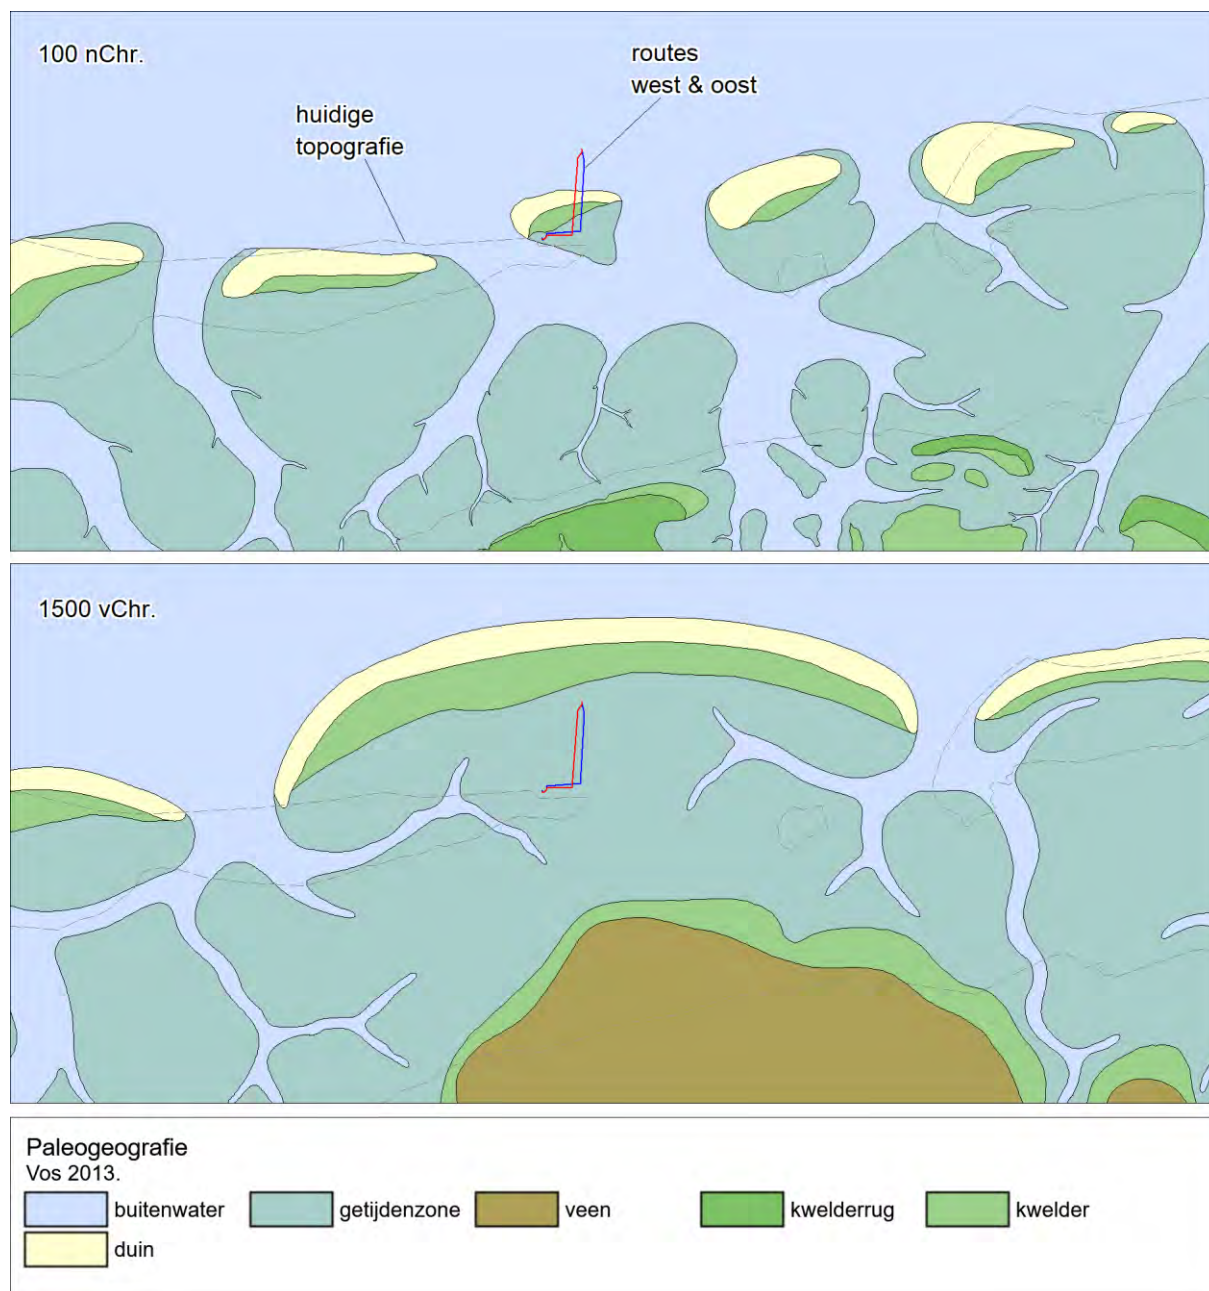 100 nChr.
routes
west & oost
huidige
topografie
1500 vChr.
Paleogeografie
Vos 2013.
buitenwater
getijdenzone
veen
kwelderrug
kwelder
duin